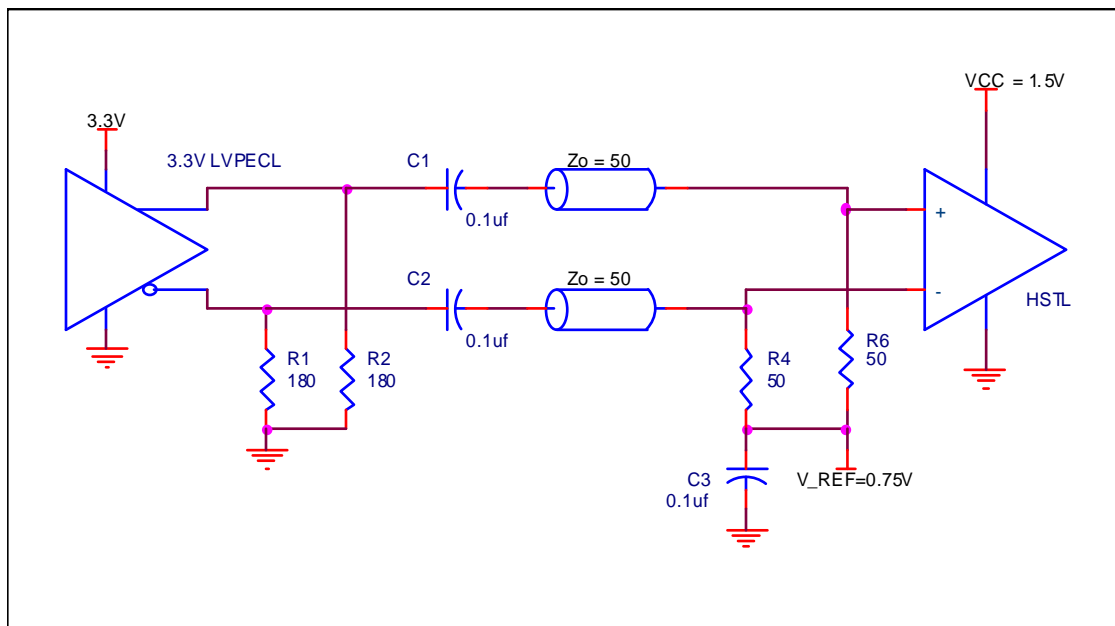 VCC = 1.5V
3.3V
3.3V LVPECL
C1
Zo = 50
0.1uf
+
C2
Zo = 50
-
HSTL
0.1uf
R1
180
R2
180
R4
50
R6
50
C3
0.1uf
V_REF=0.75V